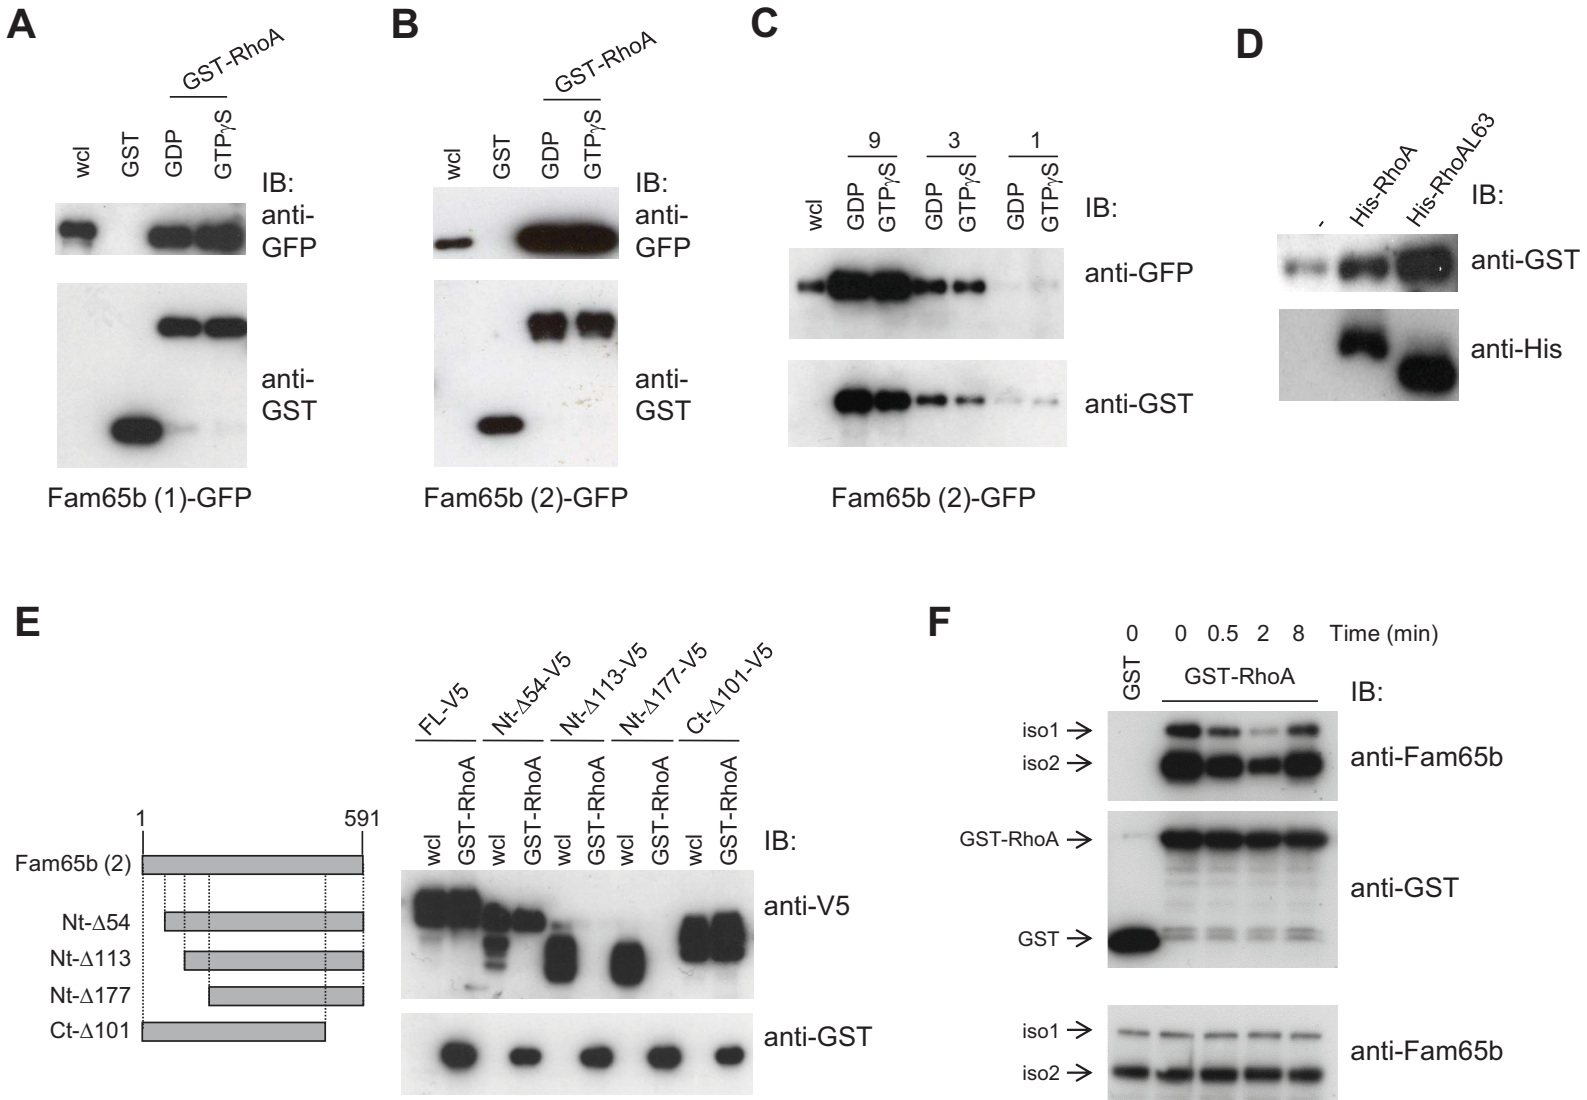 A
GST-RhoA
wcl
GST
GDP
GTPγS
IB:
anti-
GFP
anti-
GST
Fam65b (1)-GFP
B
GST-RhoA
wcl
GST
GDP
GTPγS
IB:
anti-
GFP
anti-
GST
Fam65b (2)-GFP
C
9 3 1
wcl
GDP
GTPγS
GDP
GTPγS
GDP
GTPγS
IB:
anti-GFP
anti-GST
Fam65b (2)-GFP
D
-
His-RhoA
His-RhoAL63
IB:
anti-GST
anti-His
E
1 591
Fam65b (2)
Nt-Δ54
Nt-Δ113
Nt-Δ177
Ct-Δ101
FL-V5
Nt-Δ54-V5
Nt-Δ113-V5
Nt-Δ177-V5
Ct-Δ101-V5
wcl
GST-RhoA
wcl
GST-RhoA
wcl
GST-RhoA
wcl
GST-RhoA
wcl
GST-RhoA
IB:
anti-V5
anti-GST
F
0 0 0.5 2 8 Time (min)
GST
GST-RhoA
IB:
iso1
iso2
anti-Fam65b
GST-RhoA
anti-GST
GST
iso1
anti-Fam65b
iso2